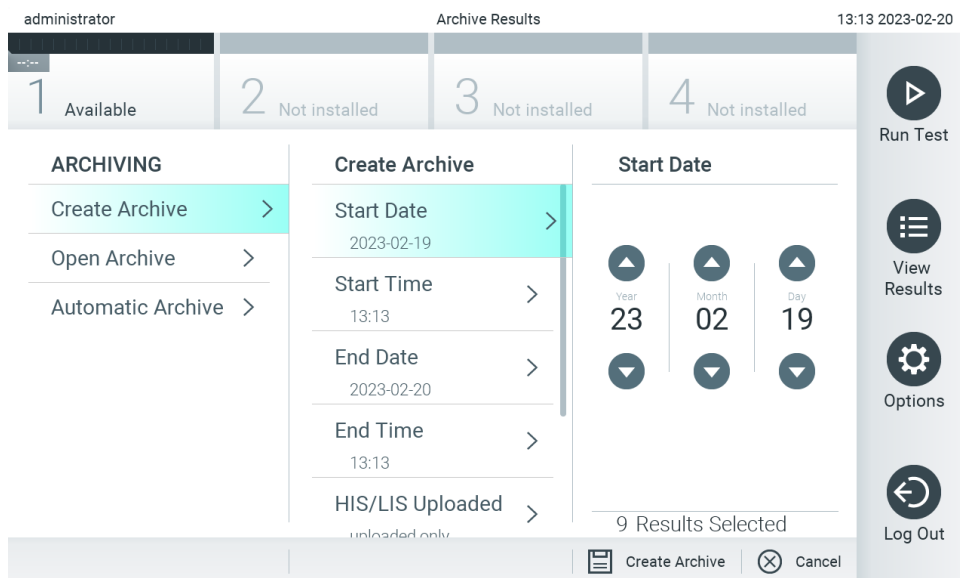 administrator
Archive Results
13:13 2023-02-20
--:--
1 Available
2 Not installed
3 Not installed
4 Not installed
Run Test
View
Results
Options
Log Out
ARCHIVING
Create Archive
Open Archive
Automatic Archive
Create Archive
Start Date
2023-02-19
Start Time
13:13
End Date
2023-02-20
End Time
13:13
HIS/LIS Uploaded
uploaded only
Start Date
Year
Month
Day
23
02
19
9 Results Selected
Create Archive
Cancel